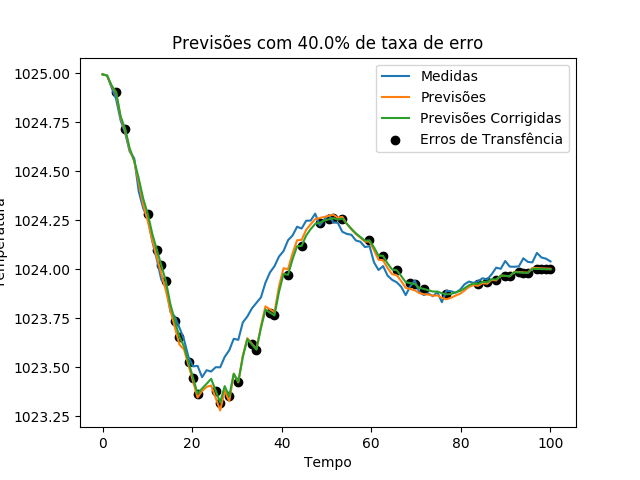 Previsões com 40.0% de taxa de erro
1025.00
1024.75
1024.50
1024.25
1024.00
1023.75
1023.50
1023.25
Temperatura
Medidas
Previsões
Previsões Corrigidas
Erros de Transfência
0
20
40
60
80
100
Tempo